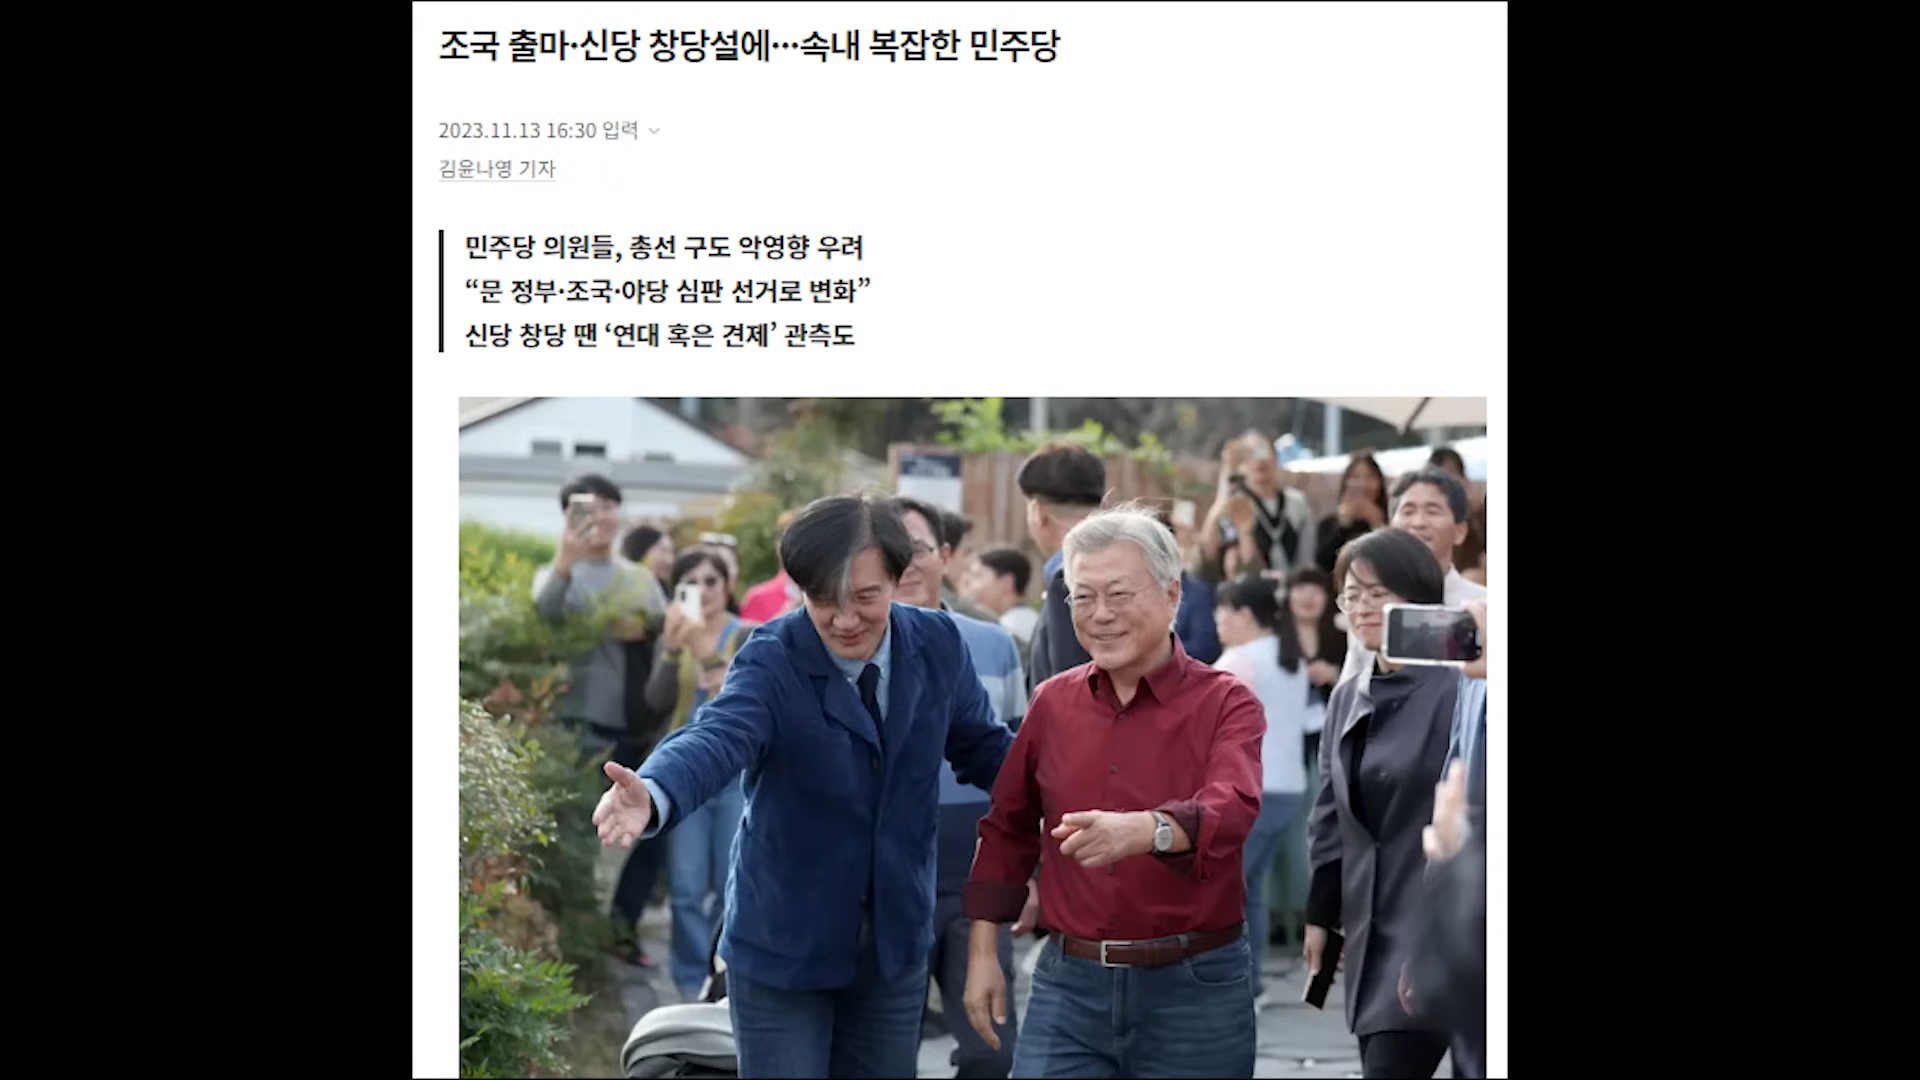 조국 출마·신당 창당설에…속내 복잡한 민주당
2023.11.13 16:30 입력
김윤나영 기자
민주당 의원들, 총선 구도 악영향 우려
“문 정부·조국·야당 심판 선거로 변화”
신당 창당 땐 ‘연대 혹은 견제’ 관측도